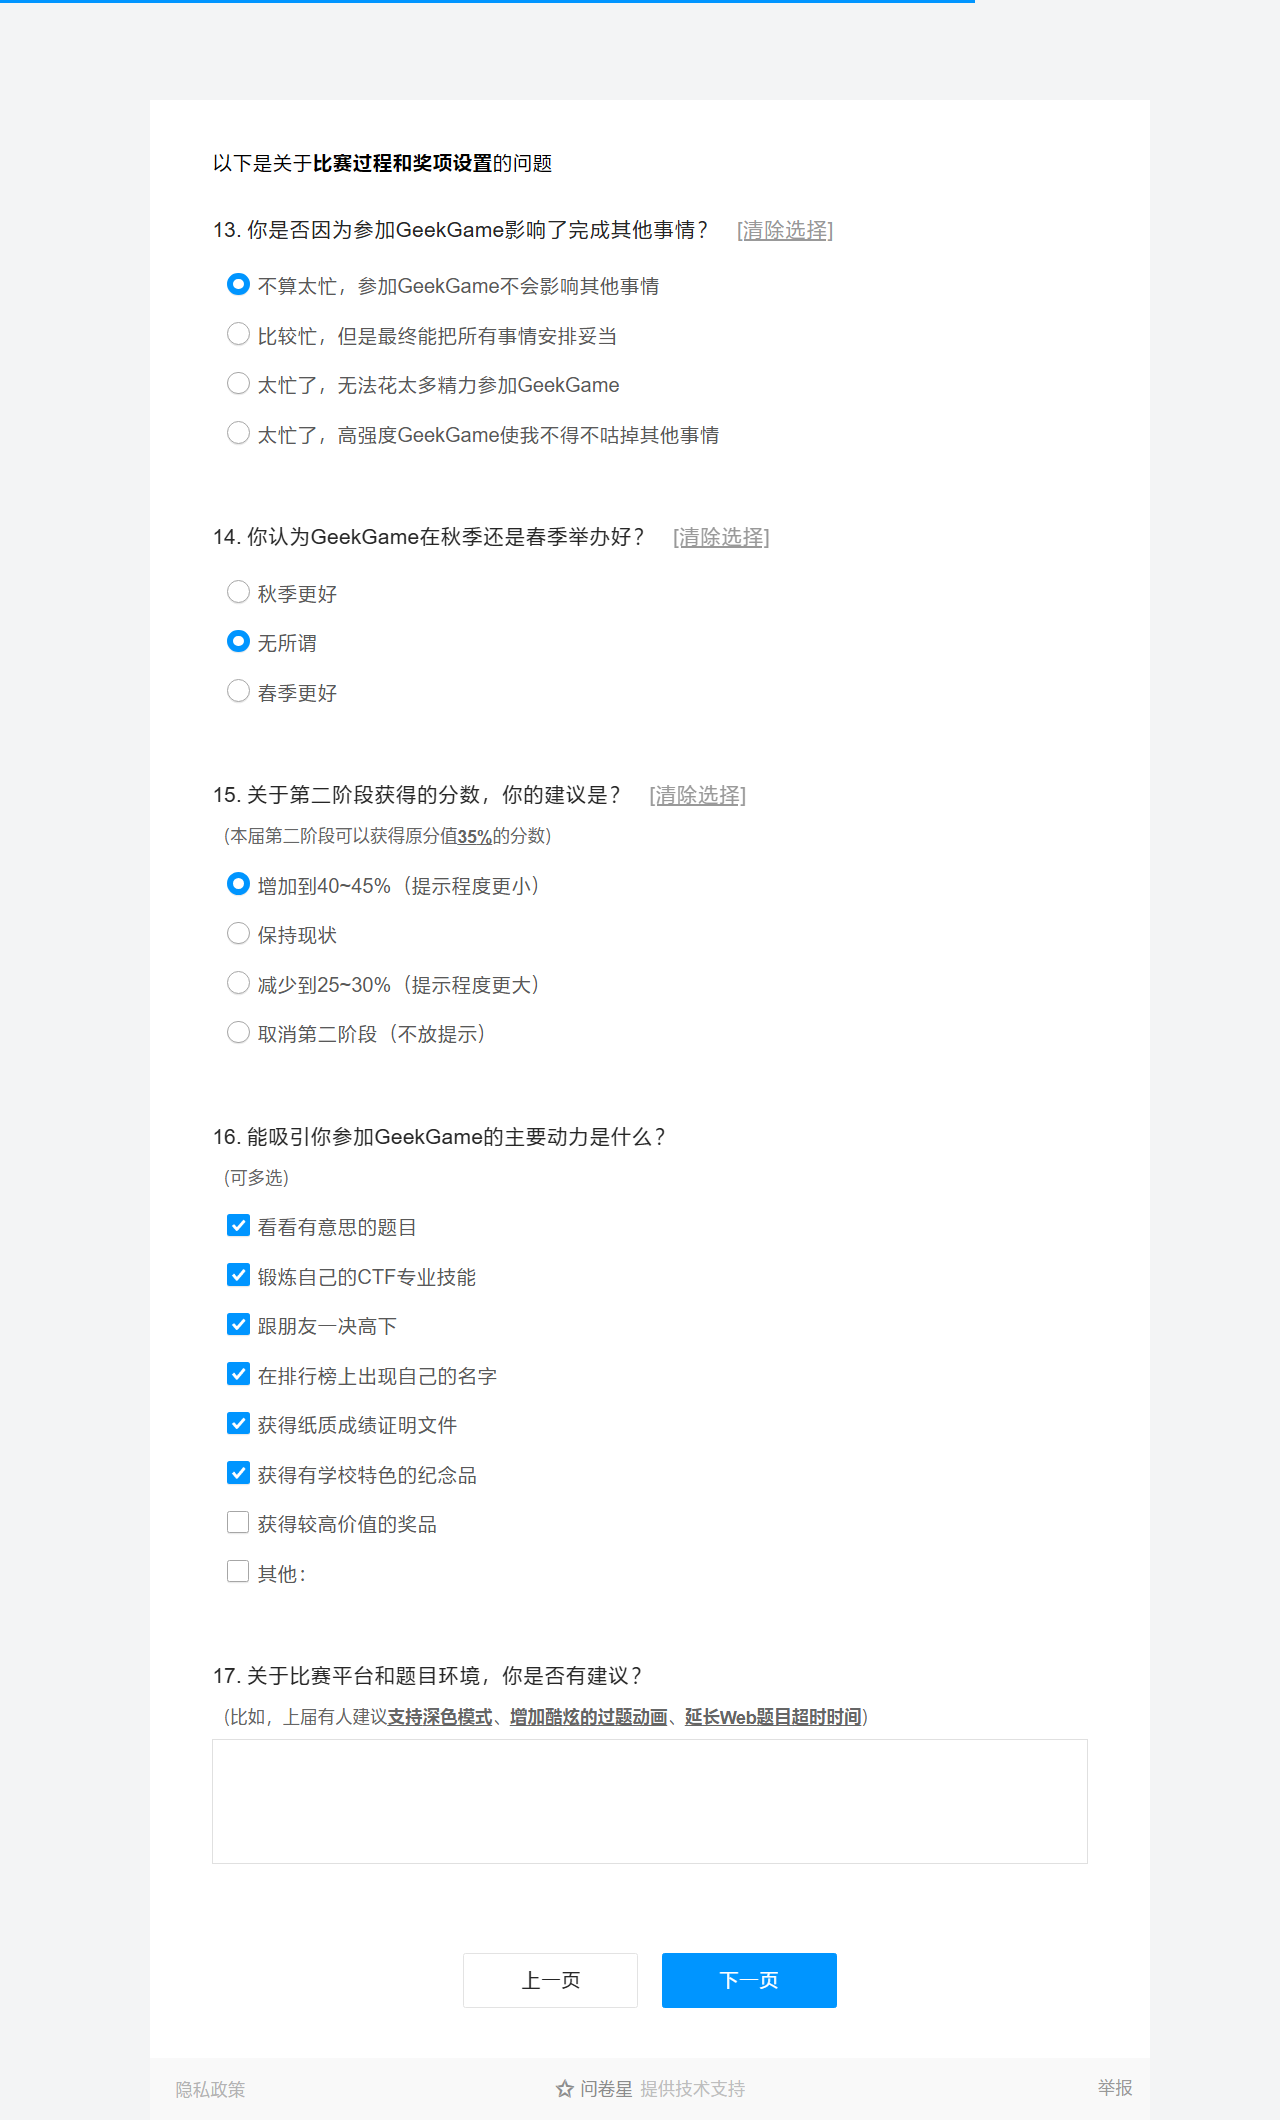 以下是关于比赛过程和奖项设置的问题
13. 你是否因为参加GeekGame影响了完成其他事情？ [清除选择]
不算太忙，参加GeekGame不会影响其他事情
比较忙，但是最终能把所有事情安排妥当
太忙了，无法花太多精力参加GeekGame
太忙了，高强度GeekGame使我不得不咕掉其他事情
14. 你认为GeekGame在秋季还是春季举办好？ [清除选择]
秋季更好
无所谓
春季更好
15. 关于第二阶段获得的分数，你的建议是？ [清除选择]
(本届第二阶段可以获得原分值35%的分数)
增加到40~45%（提示程度更小）
保持现状
减少到25~30%（提示程度更大）
取消第二阶段（不放提示）
16. 能吸引你参加GeekGame的主要动力是什么？
(可多选)
看看有意思的题目
锻炼自己的CTF专业技能
跟朋友一决高下
在排行榜上出现自己的名字
获得纸质成绩证明文件
获得有学校特色的纪念品
获得较高价值的奖品
其他：
17. 关于比赛平台和题目环境，你是否有建议？
(比如，上届有人建议支持深色模式、增加酷炫的过题动画、延长Web题目超时时间)
上一页 下一页
隐私政策 问卷星 提供技术支持 举报